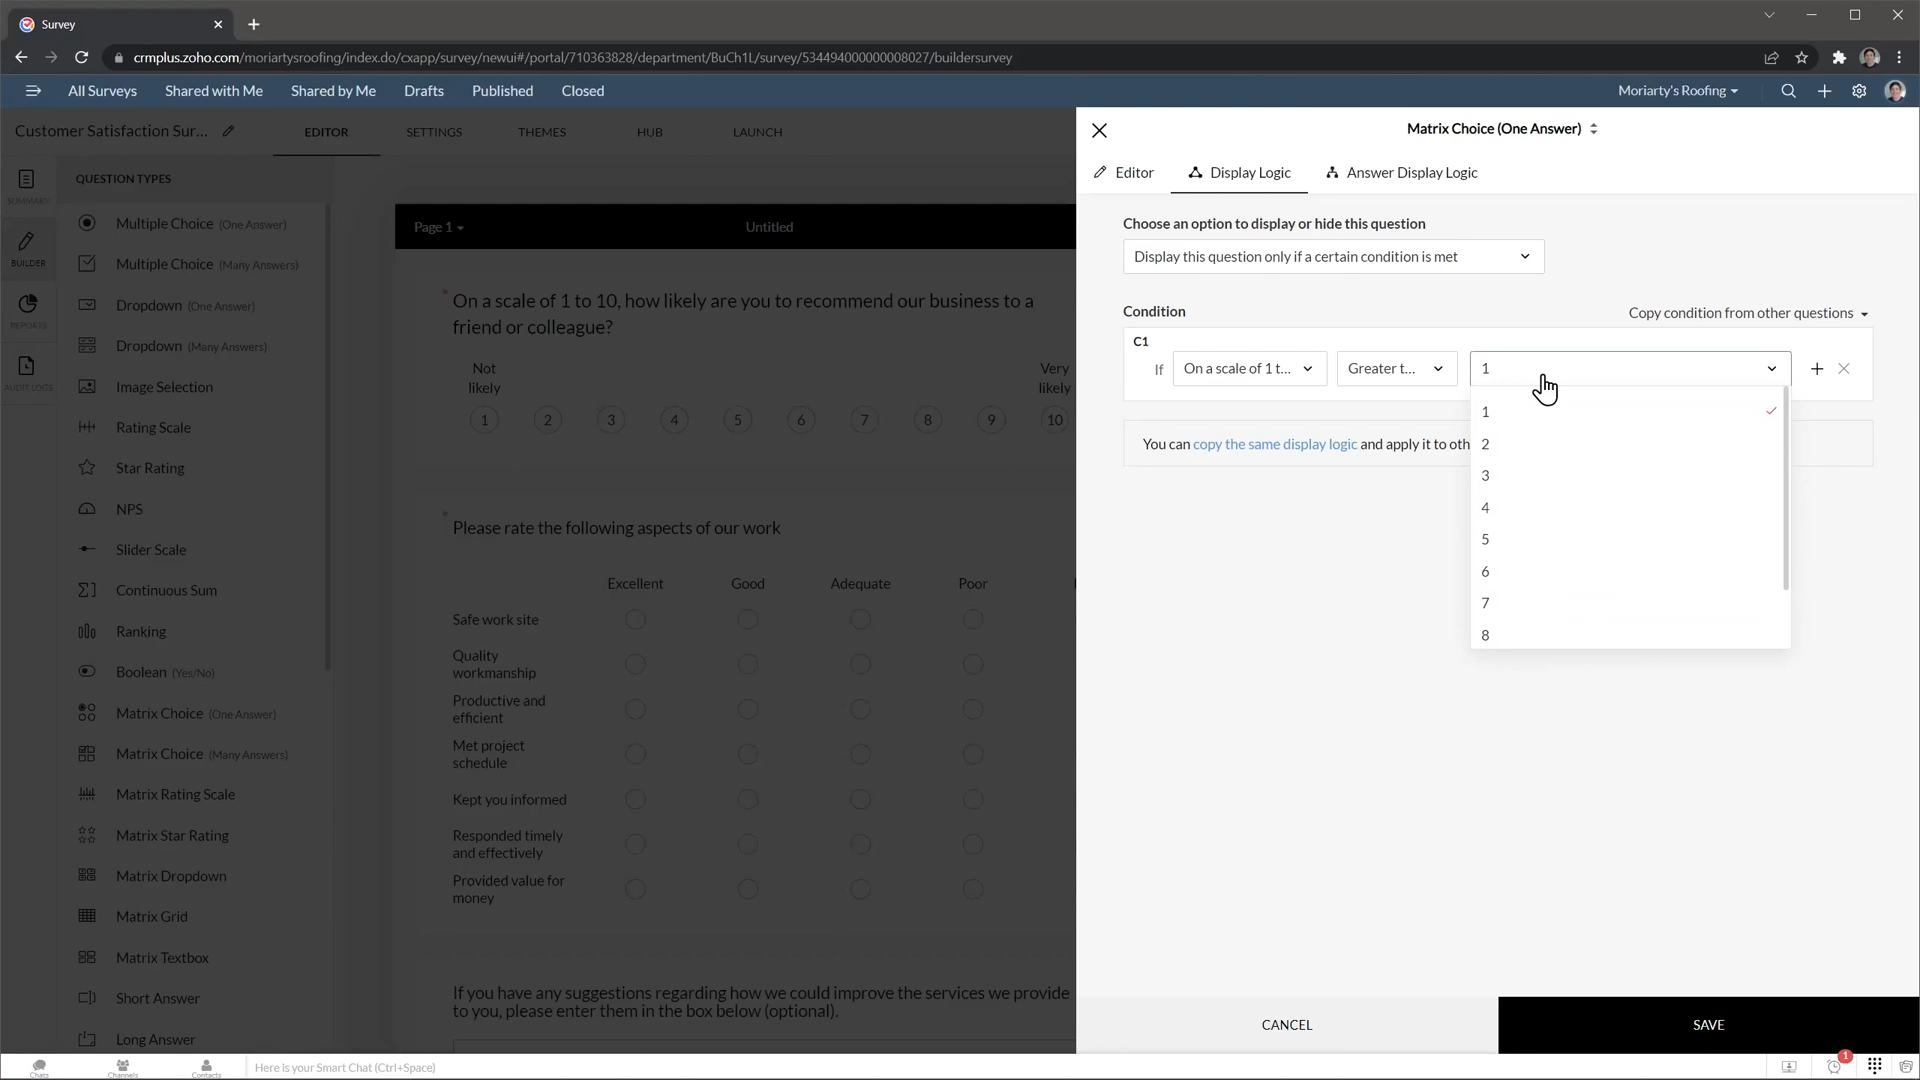 Survey
crmplus.zoho.com/moriartysroofing/index.do/cxapp/survey/newui#/portal/710363828/department/BuCh1L/survey/534494000000008027/buildersurvey
All Surveys
Shared with Me
Shared by Me
Drafts
Published
Closed
Moriarty's Roofing
Customer Satisfaction Sur...
EDITOR
SETTINGS
THEMES
HUB
LAUNCH
SUMMARY
BUILDER
REPORTS
AUDIT LOGS
QUESTION TYPES
Multiple Choice (One Answer)
Multiple Choice (Many Answers)
Dropdown (One Answer)
Dropdown (Many Answers)
Image Selection
Rating Scale
Star Rating
NPS
Slider Scale
Continuous Sum
Ranking
Boolean (Yes/No)
Matrix Choice (One Answer)
Matrix Choice (Many Answers)
Matrix Rating Scale
Matrix Star Rating
Matrix Dropdown
Matrix Grid
Matrix Textbox
Short Answer
Long Answer
Page 1
Untitled
* On a scale of 1 to 10, how likely are you to recommend our business to a
friend or colleague?
Not
likely
Very
likely
1 2 3 4 5 6 7 8 9 10
* Please rate the following aspects of our work
Excellent Good Adequate Poor
Safe work site
Quality
workmanship
Productive and
efficient
Met project
schedule
Kept you informed
Responded timely
and effectively
Provided value for
money
If you have any suggestions regarding how we could improve the services we provide
to you, please enter them in the box below (optional).
Matrix Choice (One Answer)
Editor
Display Logic
Answer Display Logic
Choose an option to display or hide this question
Display this question only if a certain condition is met
Condition
Copy condition from other questions
C1
If
On a scale of 1 t...
Greater t...
1
1
2
3
4
5
6
7
8
You can copy the same display logic and apply it to oth
CANCEL
SAVE
Chats
Channels
Contacts
Here is your Smart Chat (Ctrl+Space)
1